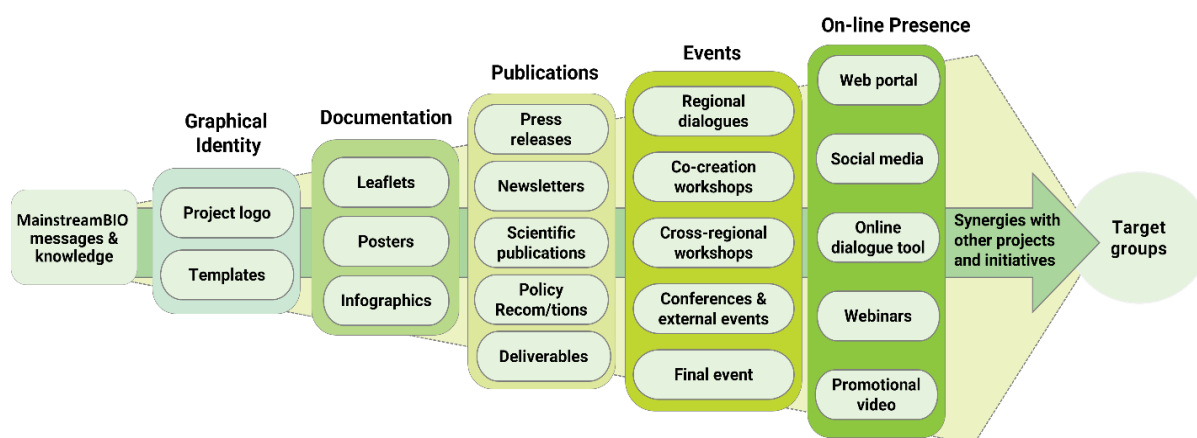 MainstreamBIO
messages &
knowledge
Graphical
Identity
Project logo
Templates
Documentation
Leaflets
Posters
Infographics
Publications
Press
releases
Newsletters
Scientific
publications
Policy
Recom/tions
Deliverables
Events
Regional
dialogues
Co-creation
workshops
Cross-regional
workshops
Conferences &
external events
Final event
On-line Presence
Web portal
Social media
Online
dialogue tool
Webinars
Promotional
video
Synergies with
other projects
and initiatives
Target
groups